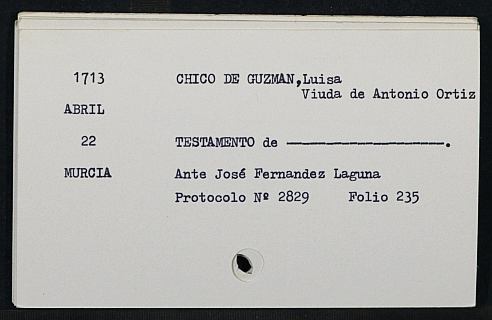 1713 CHICO DE GUZMAN,Luisa
Viuda de Antonio Ortiz
ABRIL
22 TESTAMENTO de ---------------------.
MURCIA Ante José Fernandez Laguna
Protocolo Nº 2829 Folio 235